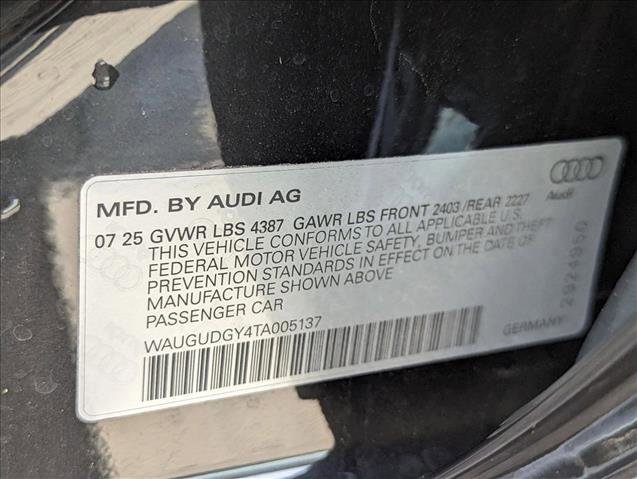 MFD. BY AUDI AG
07 25 GVWR LBS 4387 GAWR LBS FRONT 2403 /REAR 2227
THIS VEHICLE CONFORMS TO ALL APPLICABLE U.S.
FEDERAL MOTOR VEHICLE SAFETY, BUMPER AND THEFT
PREVENTION STANDARDS IN EFFECT ON THE DATE OF
MANUFACTURE SHOWN ABOVE
PASSENGER CAR
WAUGUDGY4TA005137
Audi
2924950
GERMANY